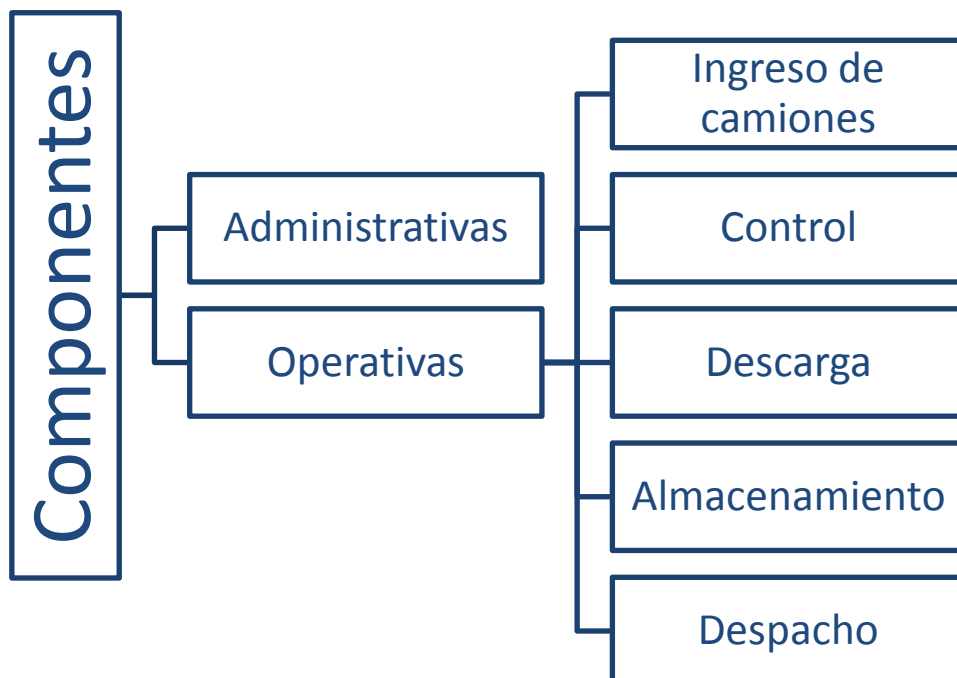 Componentes
Administrativas
Operativas
Ingreso de
camiones
Control
Descarga
Almacenamiento
Despacho